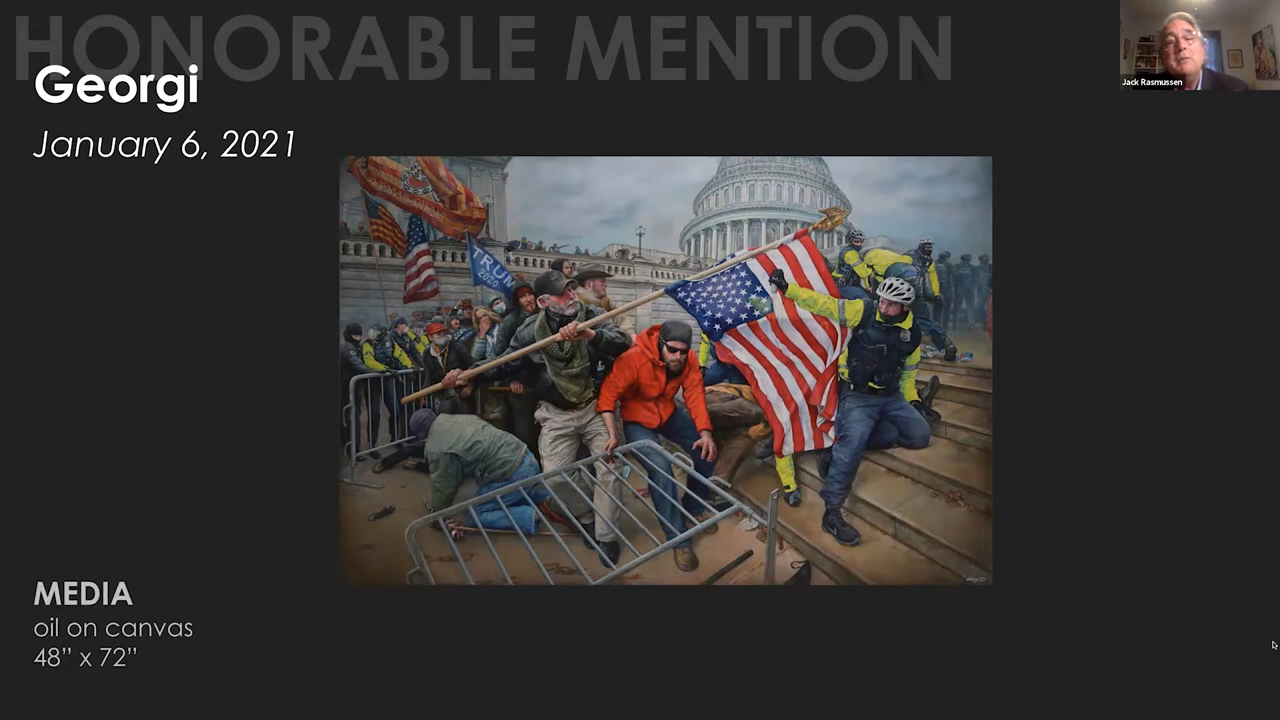 HONORABLE MENTION
Georgi
January 6, 2021
Jack Rasmussen
TRUMP
2020
MEDIA
oil on canvas
48” x 72”